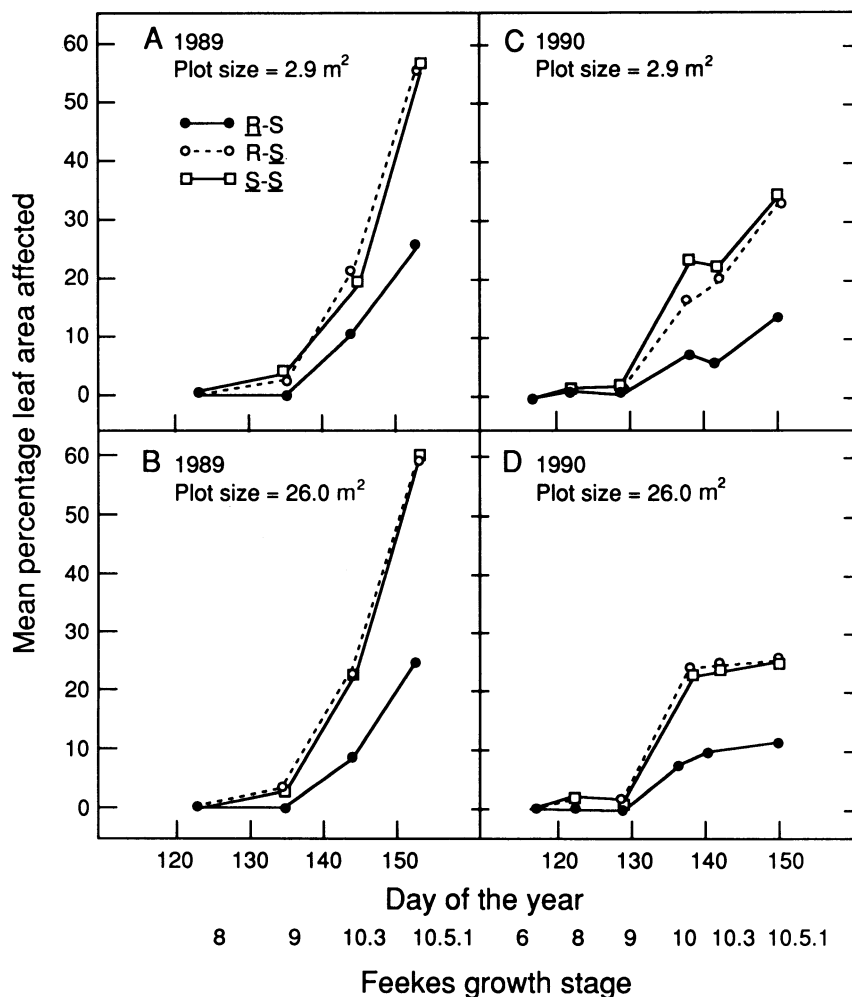 A 1989
Plot size = 2.9 m²
R-S
R-S
S-S
C 1990
Plot size = 2.9 m²
60
50
40
30
20
10
0
B 1989
Plot size = 26.0 m²
D 1990
Plot size = 26.0 m²
60
50
40
30
20
10
0
Mean percentage leaf area affected
120 130 140 150 120 130 140 150
Day of the year
8 9 10.3 10.5.1 6 8 9 10 10.3 10.5.1
Feekes growth stage